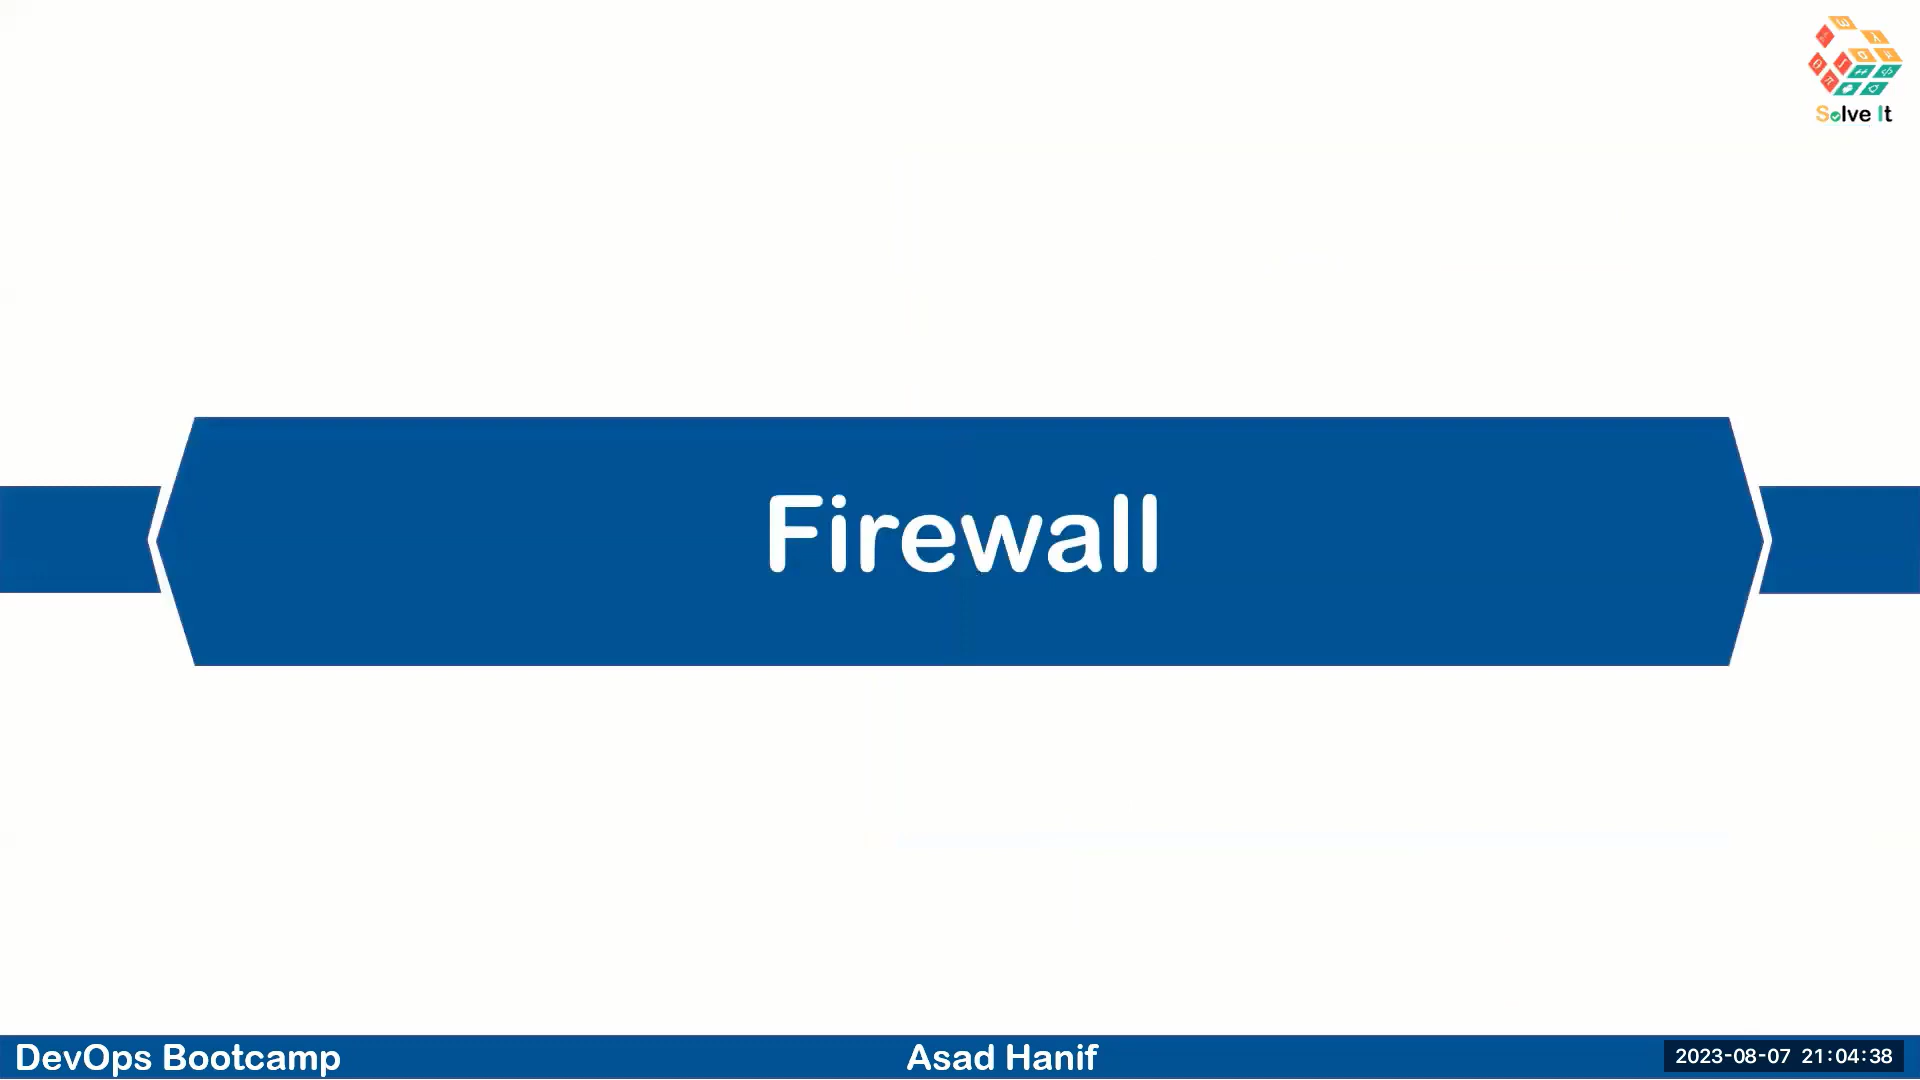 Solve It
Firewall
DevOps Bootcamp
Asad Hanif
2023-08-07 21:04:38